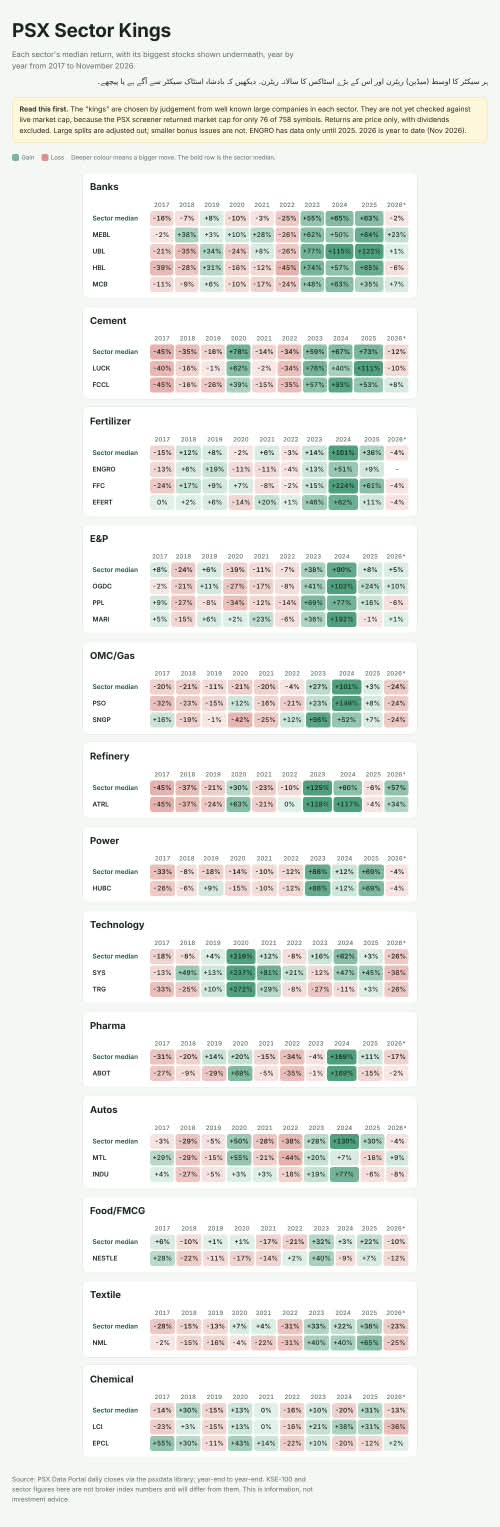 PSX Sector Kings
Each sector's median return, with its biggest stocks shown underneath, year by
year from 2017 to November 2026.
ہر سیکٹر کا اوسط (میڈین) ریٹرن اور اس کے بڑے اسٹاکس کا سالانہ ریٹرن۔ دیکھیں کہ بادشاہ اسٹاک سیکٹر سے آگے ہے یا پیچھے۔
Read this first. The "kings" are chosen by judgement from well known large companies in each sector. They are not yet checked against
live market cap, because the PSX screener returned market cap for only 76 of 758 symbols. Returns are price only, with dividends
excluded. Large splits are adjusted out; smaller bonus issues are not. ENGRO has data only until 2025. 2026 is year to date (Nov 2026).
Gain Loss Deeper colour means a bigger move. The bold row is the sector median.
Banks
2017 2018 2019 2020 2021 2022 2023 2024 2025 2026*
Sector median -16% -7% +8% -10% -3% -25% +55% +65% +63% -2%
MEBL -2% +38% +3% +10% +28% -26% +62% +50% +84% +23%
UBL -21% -35% +34% -24% +8% -26% +77% +115% +122% +1%
HBL -39% -28% +31% -16% -12% -45% +74% +57% +85% -6%
MCB -11% -9% +6% -10% -17% -24% +48% +63% +35% +7%
Cement
2017 2018 2019 2020 2021 2022 2023 2024 2025 2026*
Sector median -45% -35% -16% +78% -14% -34% +59% +67% +73% -12%
LUCK -40% -16% -1% +62% -2% -34% +76% +40% +111% -10%
FCCL -45% -16% -26% +39% -15% -35% +57% +93% +53% +8%
Fertilizer
2017 2018 2019 2020 2021 2022 2023 2024 2025 2026*
Sector median -15% +12% +8% -2% +6% -3% +14% +101% +36% -4%
ENGRO -13% +6% +19% -11% -11% -4% +13% +51% +9% –
FFC -24% +17% +9% +7% -8% -2% +15% +224% +61% -4%
EFERT 0% +2% +6% -14% +20% +1% +46% +82% +11% -4%
E&P
2017 2018 2019 2020 2021 2022 2023 2024 2025 2026*
Sector median +8% -24% +6% -19% -11% -7% +38% +90% +8% +5%
OGDC -2% -21% +11% -27% -17% -8% +41% +102% +24% +10%
PPL +9% -27% -8% -34% -12% -14% +69% +77% +16% -6%
MARI +5% -15% +6% +2% +23% -6% +36% +192% -1% +1%
OMC/Gas
2017 2018 2019 2020 2021 2022 2023 2024 2025 2026*
Sector median -20% -21% -11% -21% -20% -4% +27% +101% +3% -24%
PSO -32% -23% -15% +12% -16% -21% +23% +149% +8% -24%
SNGP +16% -19% -1% -42% -25% +12% +96% +52% +7% -24%
Refinery
2017 2018 2019 2020 2021 2022 2023 2024 2025 2026*
Sector median -45% -37% -21% +30% -23% -10% +125% +80% -6% +57%
ATRL -45% -37% -24% +63% -21% 0% +118% +117% -4% +34%
Power
2017 2018 2019 2020 2021 2022 2023 2024 2025 2026*
Sector median -33% -8% -18% -14% -10% -12% +86% +12% +69% -4%
HUBC -26% -6% +9% -15% -10% -12% +86% +12% +69% -4%
Technology
2017 2018 2019 2020 2021 2022 2023 2024 2025 2026*
Sector median -18% -8% +4% +216% +12% -8% +16% +62% +3% -26%
SYS -13% +49% +13% +237% +81% +21% -12% +47% +45% -38%
TRG -33% -25% +10% +272% +29% -8% -27% -11% +3% -26%
Pharma
2017 2018 2019 2020 2021 2022 2023 2024 2025 2026*
Sector median -31% -20% +14% +20% -15% -34% -4% +169% +11% -17%
ABOT -27% -9% -29% +69% -5% -35% -1% +169% -15% -2%
Autos
2017 2018 2019 2020 2021 2022 2023 2024 2025 2026*
Sector median -3% -29% -5% +50% -28% -38% +28% +130% +30% -4%
MTL +29% -29% -15% +55% -21% -44% +20% +7% -16% +9%
INDU +4% -27% -5% +3% +3% -16% +19% +77% -6% -8%
Food/FMCG
2017 2018 2019 2020 2021 2022 2023 2024 2025 2026*
Sector median +6% -10% +1% +1% -17% -21% +32% +3% +22% -10%
NESTLE +28% -22% -11% -17% -14% +2% +40% -9% +7% -12%
Textile
2017 2018 2019 2020 2021 2022 2023 2024 2025 2026*
Sector median -28% -15% -13% +7% +4% -31% +33% +22% +38% -23%
NML -2% -15% -16% -4% -22% -31% +40% +40% +65% -25%
Chemical
2017 2018 2019 2020 2021 2022 2023 2024 2025 2026*
Sector median -14% +30% -15% +13% 0% -16% +10% -20% +31% -13%
LCI -23% +3% -15% +13% 0% -16% +21% +36% +31% -36%
EPCL +55% +30% -11% +43% +14% -22% +10% -20% -12% +2%
Source: PSX Data Portal daily closes via the psxdata library; year-end to year-end. KSE-100 and
sector figures here are not broker index numbers and will differ from them. This is information, not
investment advice.